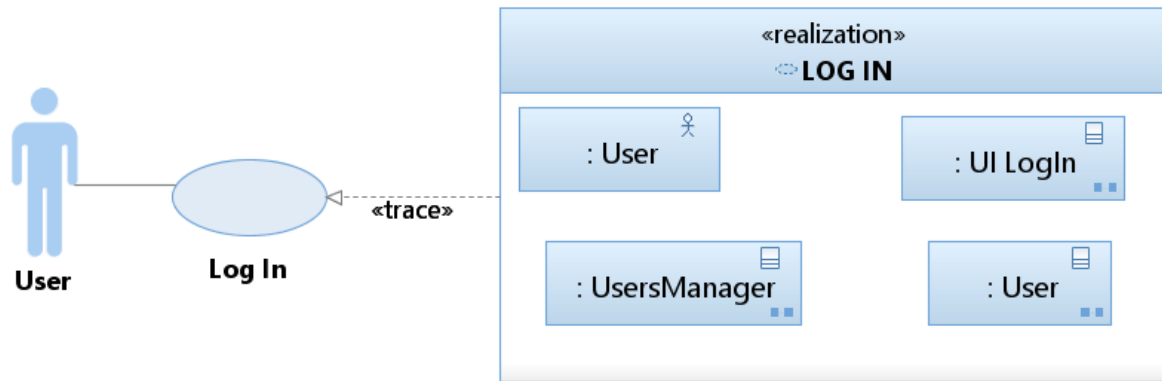 «realization»
LOG IN
: User
: UI LogIn
«trace»
User
Log In
: UsersManager
: User